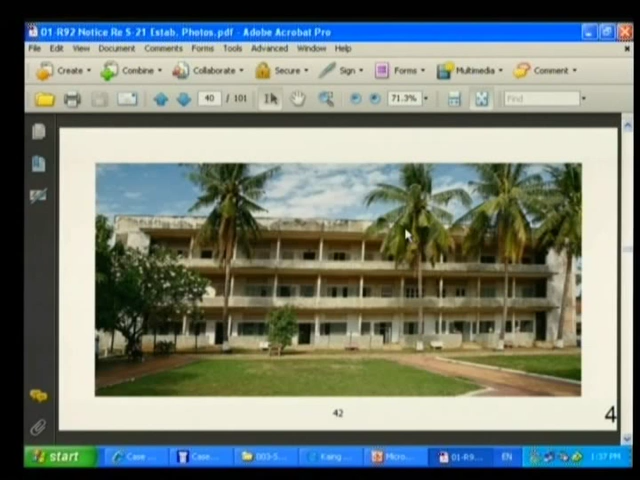 01-R92 Notice Re S-21 Estab. Photos.pdf - Adobe Acrobat Pro
File Edit View Document Comments Forms Tools Advanced Window Help
Create Combine Collaborate Secure Sign Forms Multimedia Comment
40 / 101 71.3% Find
42
4
start Case ... Case... 003-S... Kaing ... Micro... 01-R9... EN 1:37 PM